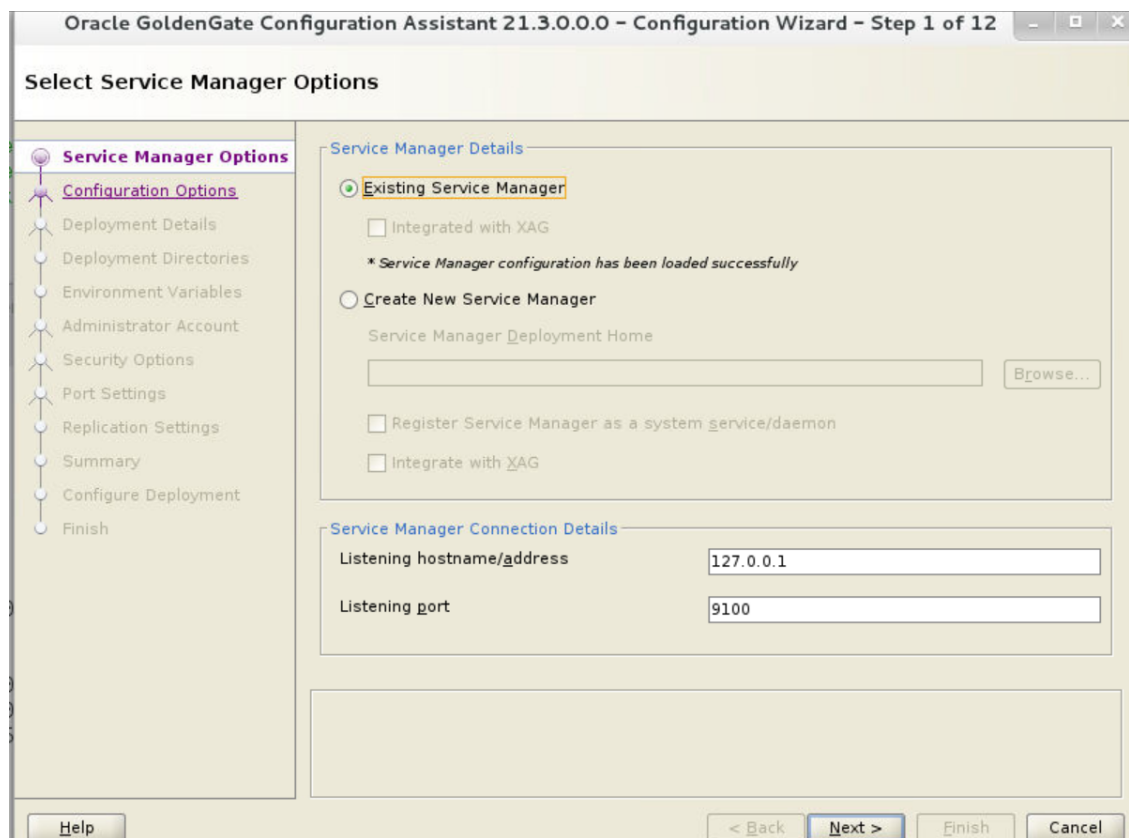 Oracle GoldenGate Configuration Assistant 21.3.0.0.0 – Configuration Wizard – Step 1 of 12
Select Service Manager Options
Service Manager Options
Configuration Options
Deployment Details
Deployment Directories
Environment Variables
Administrator Account
Security Options
Port Settings
Replication Settings
Summary
Configure Deployment
Finish
Service Manager Details
Existing Service Manager
Integrated with XAG
* Service Manager configuration has been loaded successfully
Create New Service Manager
Service Manager Deployment Home
Browse...
Register Service Manager as a system service/daemon
Integrate with XAG
Service Manager Connection Details
Listening hostname/address 127.0.0.1
Listening port 9100
Help < Back Next > Finish Cancel